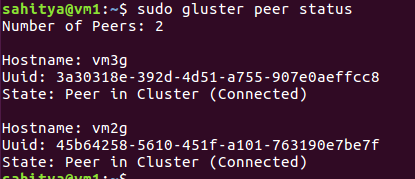 sahitya@vm1:~$ sudo gluster peer status
Number of Peers: 2
Hostname: vm3g
Uuid: 3a30318e-392d-4d51-a755-907e0aeffcc8
State: Peer in Cluster (Connected)
Hostname: vm2g
Uuid: 45b64258-5610-451f-a101-763190e7be7f
State: Peer in Cluster (Connected)
sahitya@vm1:~$